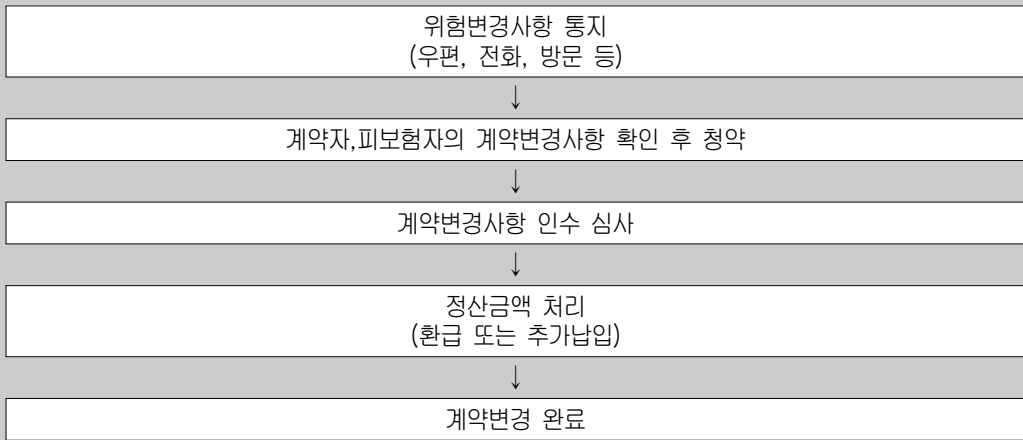 위험변경사항 통지
(우편, 전화, 방문 등)
↓
계약자,피보험자의 계약변경사항 확인 후 청약
↓
계약변경사항 인수 심사
↓
정산금액 처리
(환급 또는 추가납입)
↓
계약변경 완료